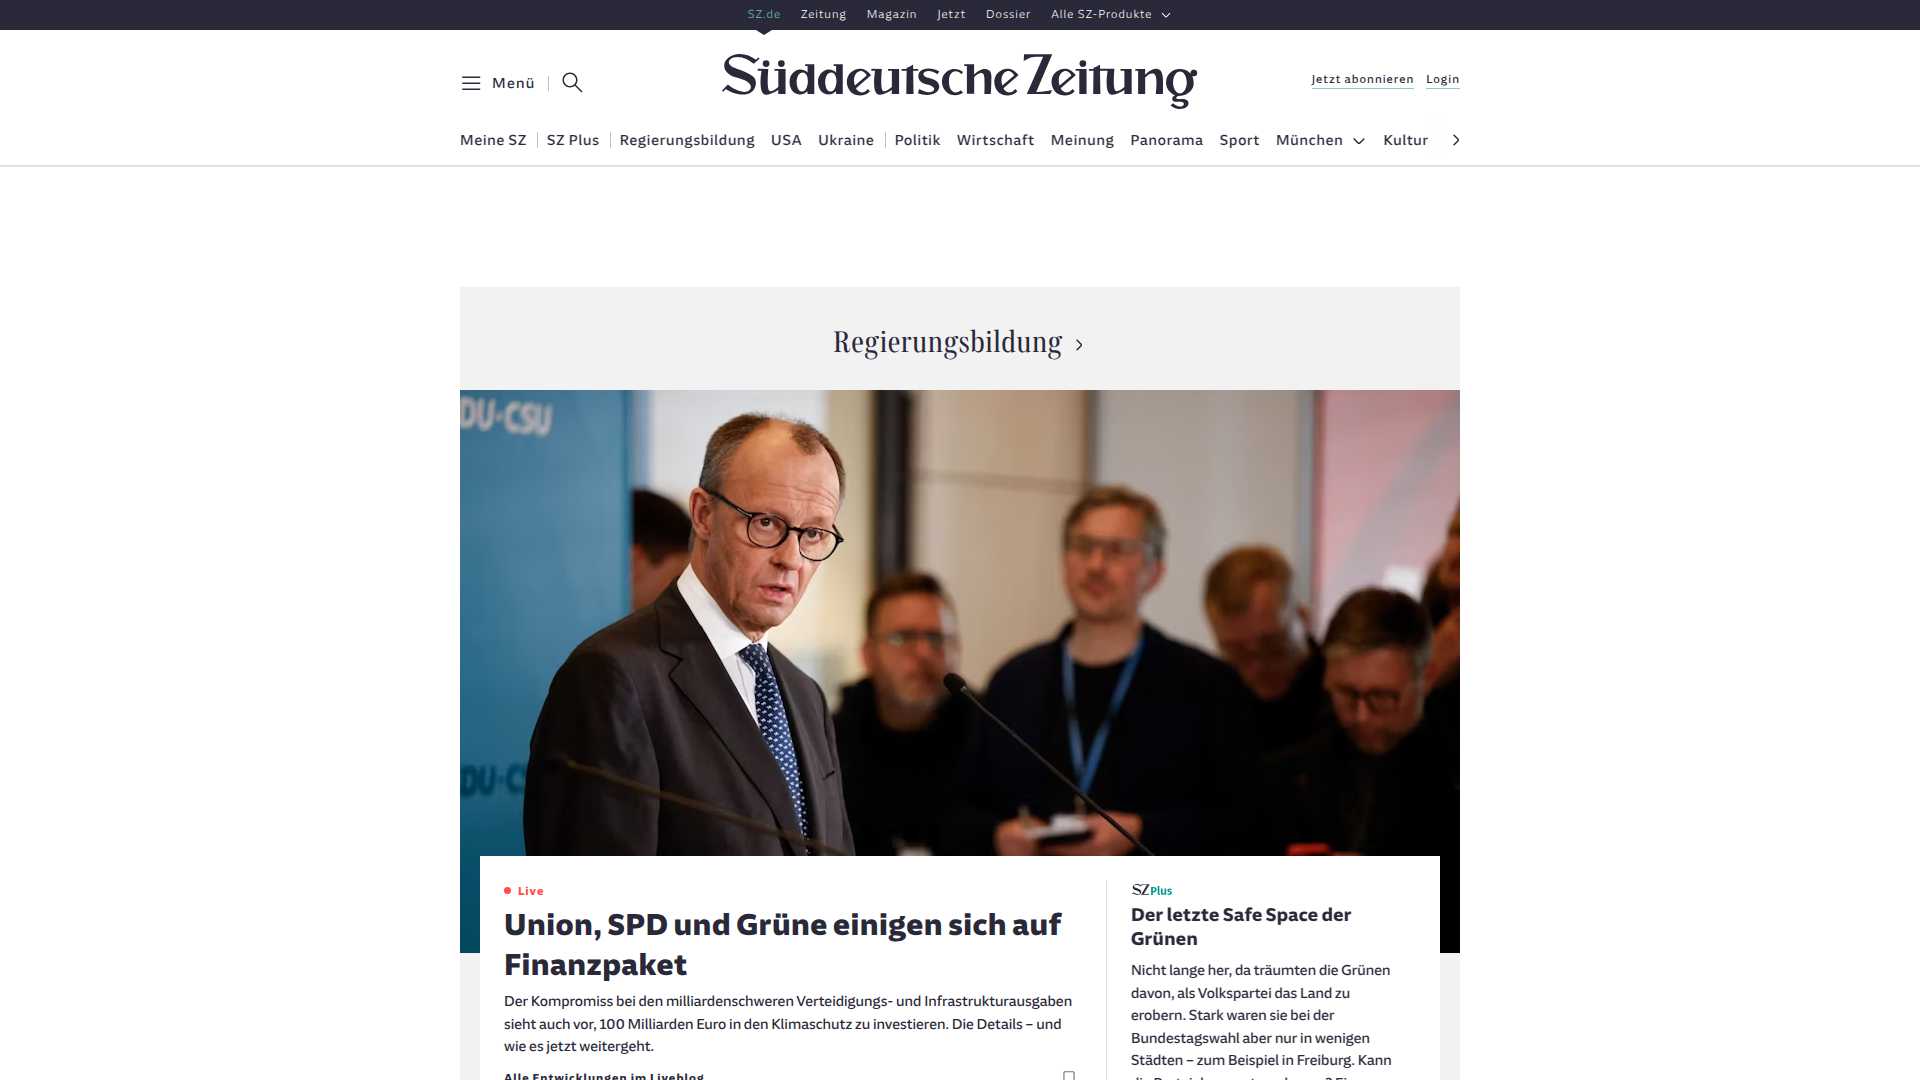 SZ.de Zeitung Magazin Jetzt Dossier Alle SZ-Produkte
Menü
Süddeutsche Zeitung
Jetzt abonnieren Login
Meine SZ SZ Plus Regierungsbildung USA Ukraine Politik Wirtschaft Meinung Panorama Sport München Kultur
Regierungsbildung
DU·CSU
DU-CS
Live
Union, SPD und Grüne einigen sich auf
Finanzpaket
Der Kompromiss bei den milliardenschweren Verteidigungs- und Infrastrukturausgaben
sieht auch vor, 100 Milliarden Euro in den Klimaschutz zu investieren. Die Details – und
wie es jetzt weitergeht.
Alle Entwicklungen im Liveblog
SZ Plus
Der letzte Safe Space der
Grünen
Nicht lange her, da träumten die Grünen
davon, als Volkspartei das Land zu
erobern. Stark waren sie bei der
Bundestagswahl aber nur in wenigen
Städten – zum Beispiel in Freiburg. Kann